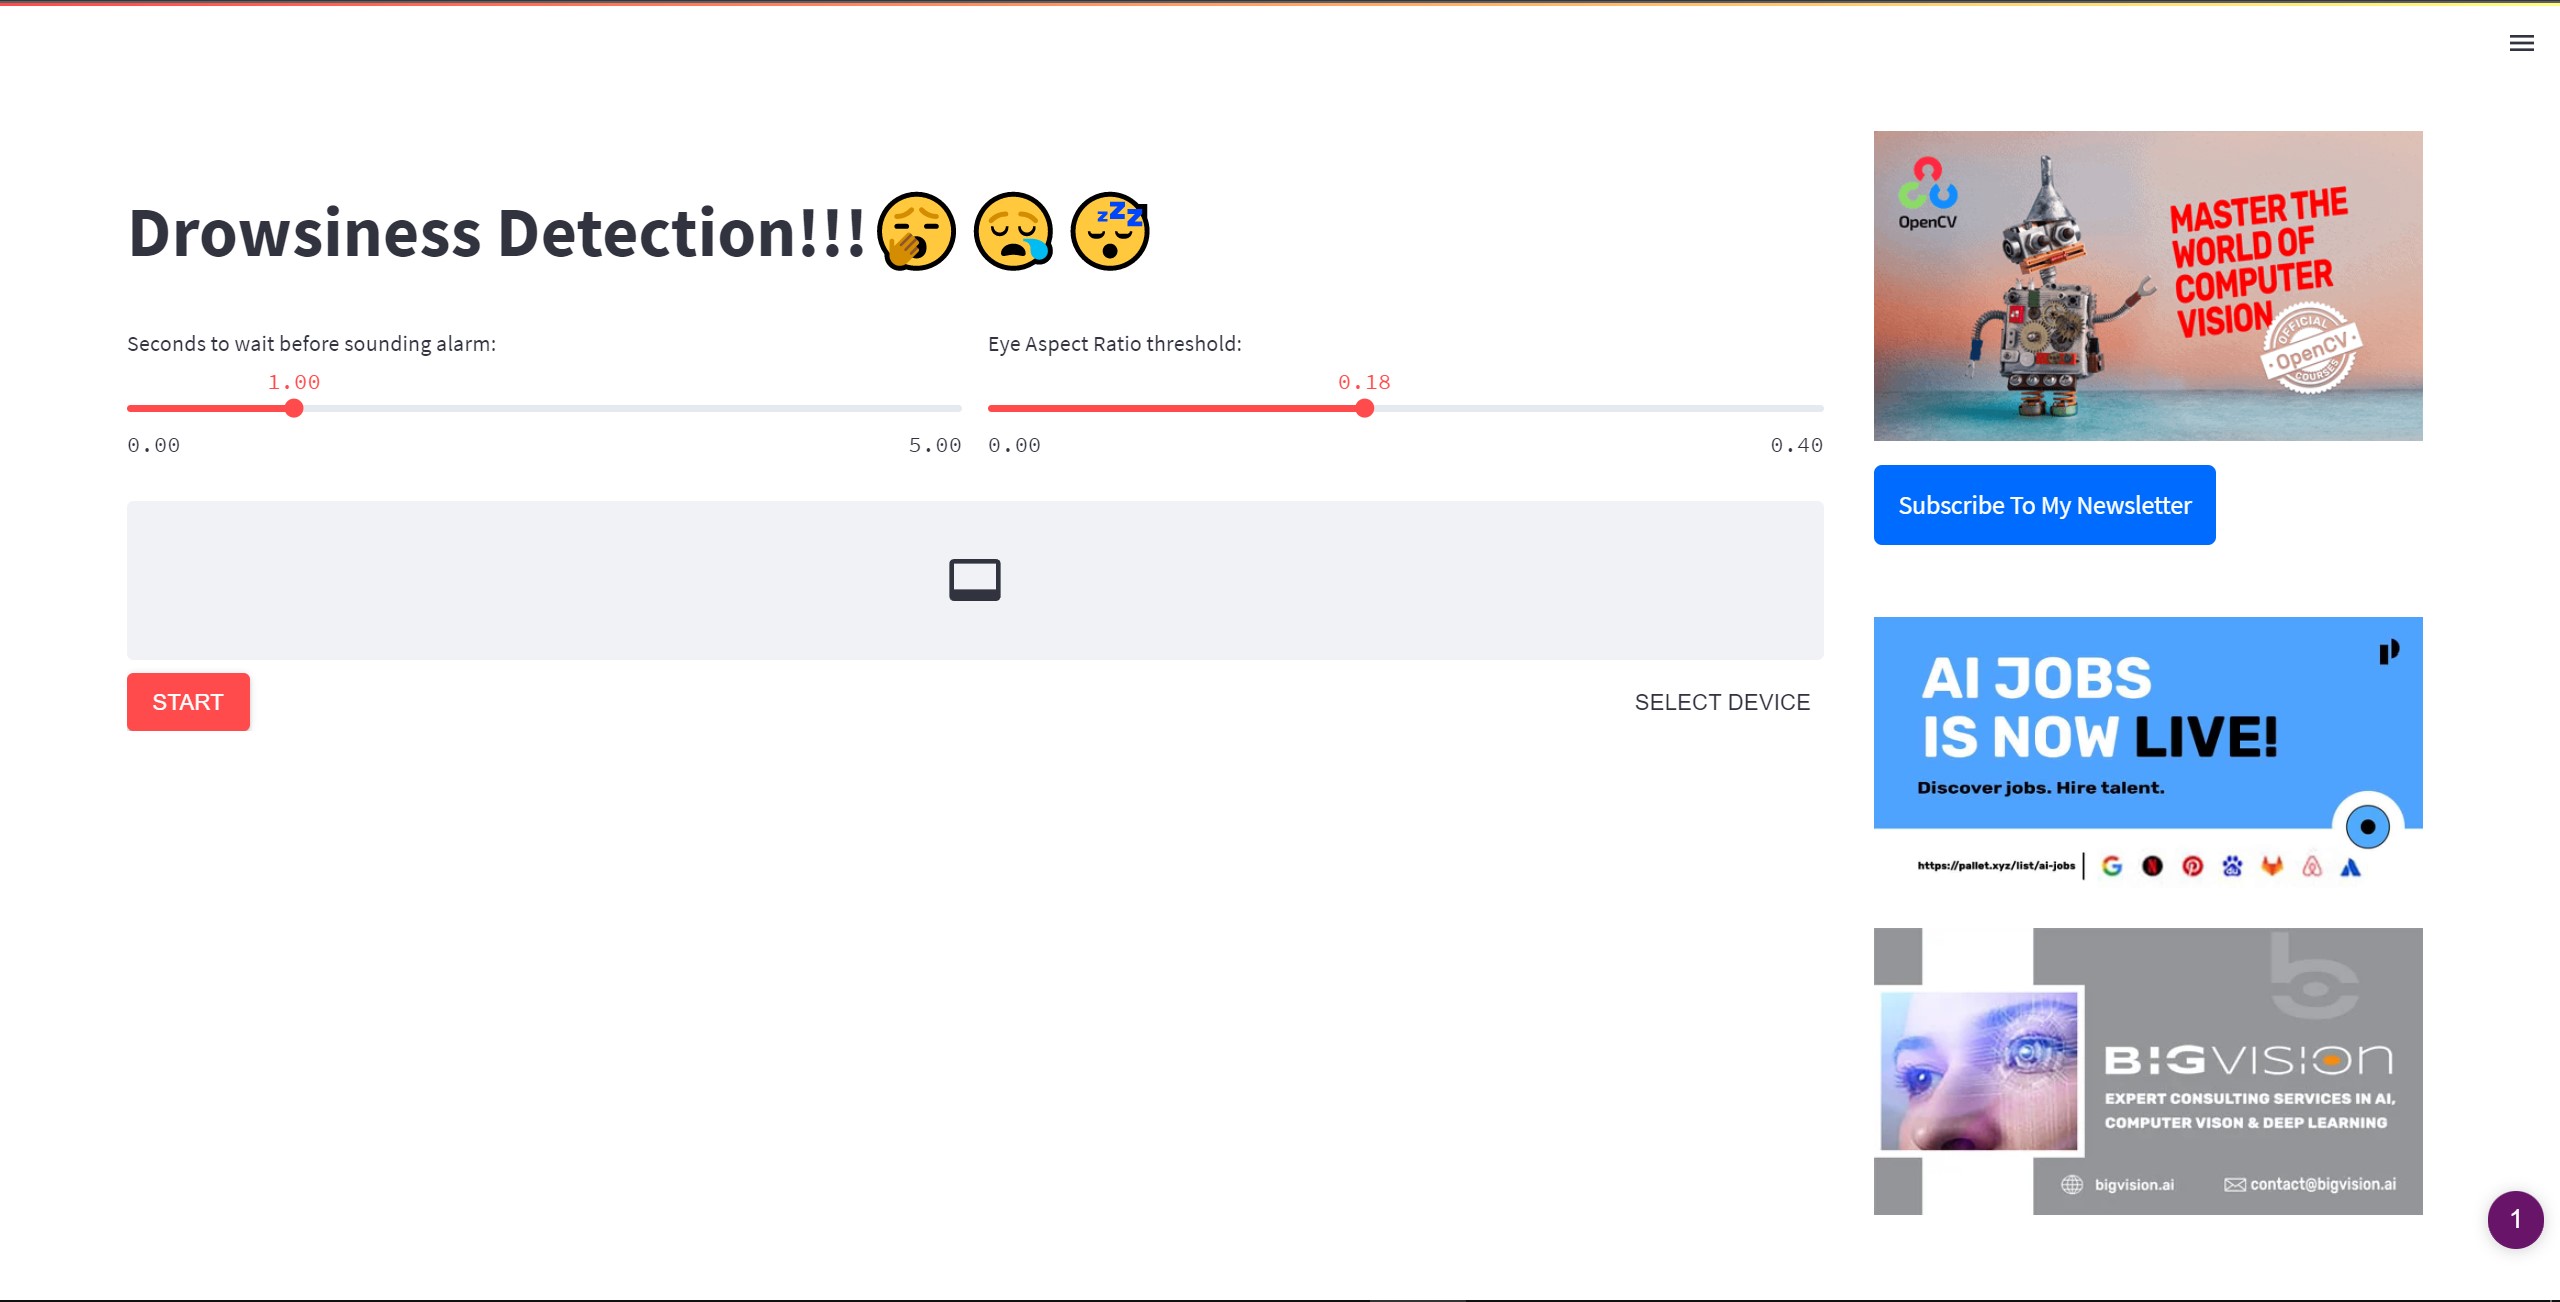 Drowsiness Detection!!!
Seconds to wait before sounding alarm:
1.00
0.00
5.00
Eye Aspect Ratio threshold:
0.18
0.00
0.40
START
SELECT DEVICE
OpenCV
MASTER THE
WORLD OF
COMPUTER
VISION
OFFICIAL
OpenCV
COURSES
Subscribe To My Newsletter
AI JOBS
IS NOW LIVE!
Discover jobs. Hire talent.
https://pallet.xyz/list/ai-jobs
BIGVISION
EXPERT CONSULTING SERVICES IN AI,
COMPUTER VISON & DEEP LEARNING
bigvision.ai
contact@bigvision.ai
1